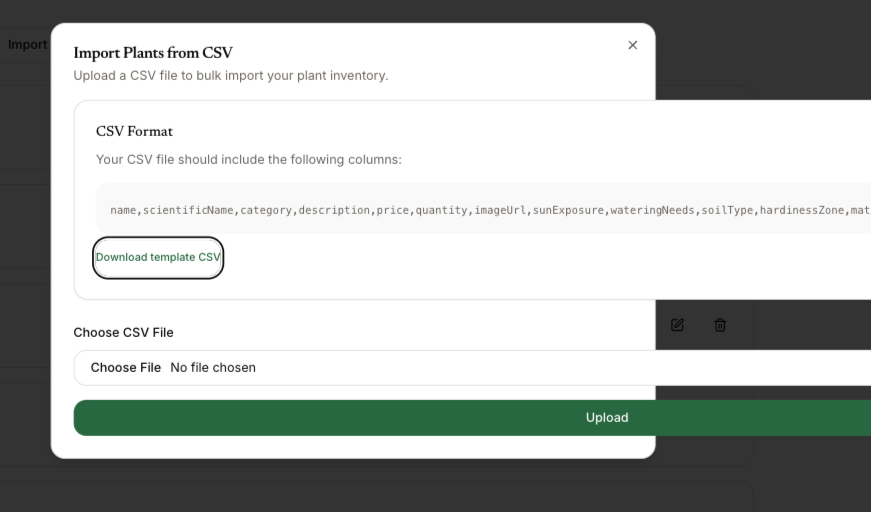 Import
Import Plants from CSV
Upload a CSV file to bulk import your plant inventory.
CSV Format
Your CSV file should include the following columns:
name,scientificName,category,description,price,quantity,imageUrl,sunExposure,wateringNeeds,soilType,hardinessZone,mat
Download template CSV
Choose CSV File
Choose File No file chosen
Upload